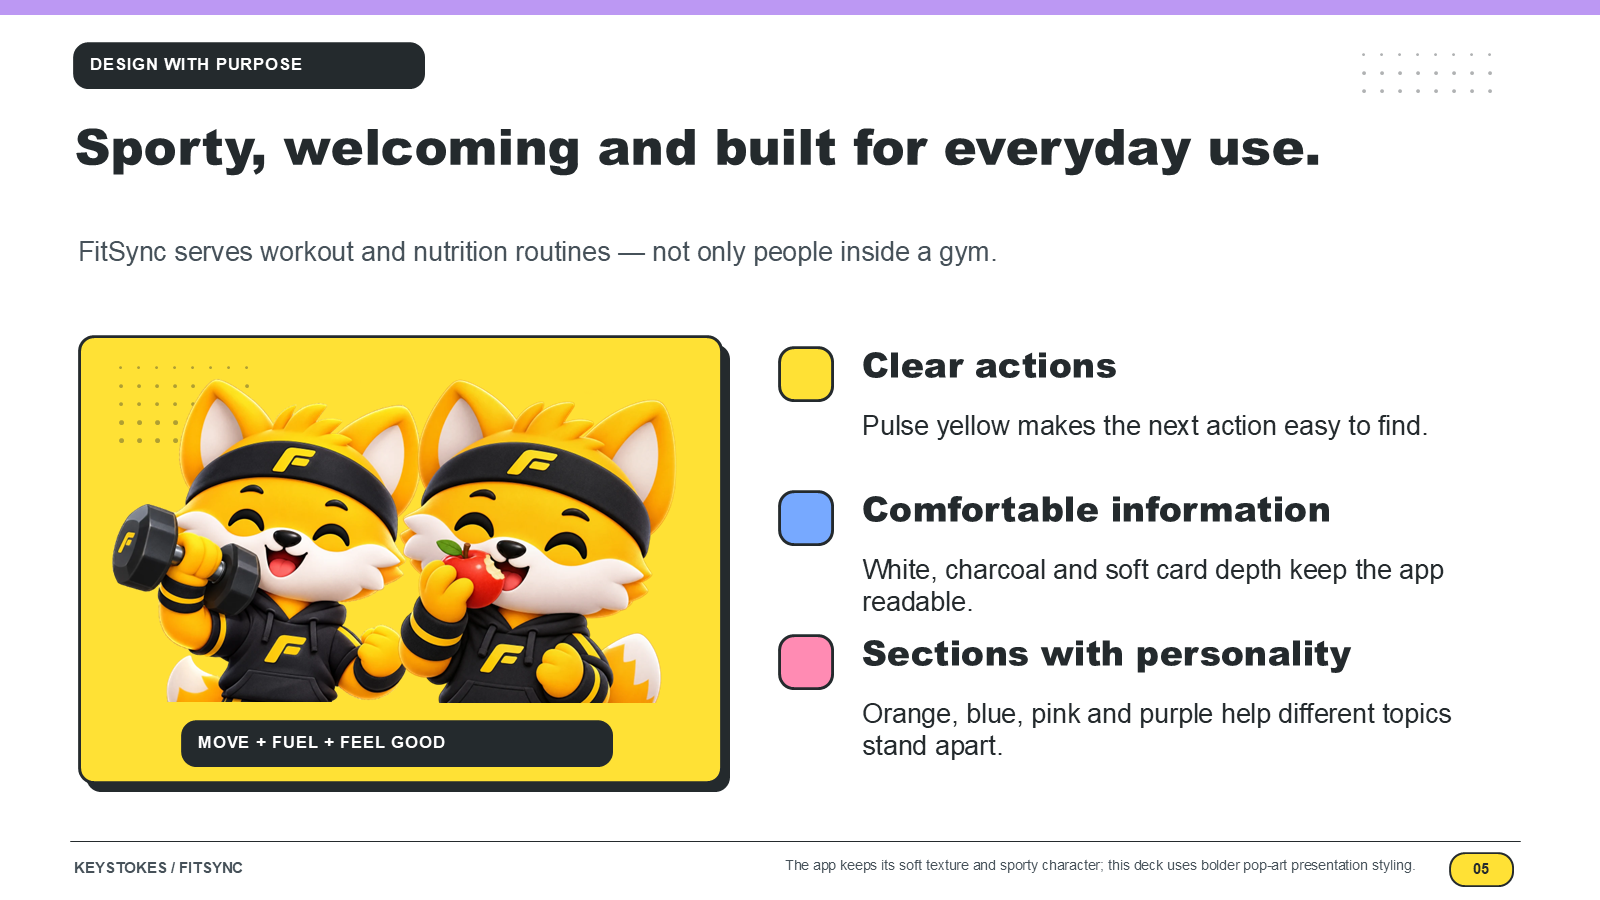 DESIGN WITH PURPOSE
Sporty, welcoming and built for everyday use.
FitSync serves workout and nutrition routines — not only people inside a gym.
F
F
F
F
F
MOVE + FUEL + FEEL GOOD
Clear actions
Pulse yellow makes the next action easy to find.
Comfortable information
White, charcoal and soft card depth keep the app
readable.
Sections with personality
Orange, blue, pink and purple help different topics
stand apart.
KEYSTOKES / FITSYNC
The app keeps its soft texture and sporty character; this deck uses bolder pop-art presentation styling.
05